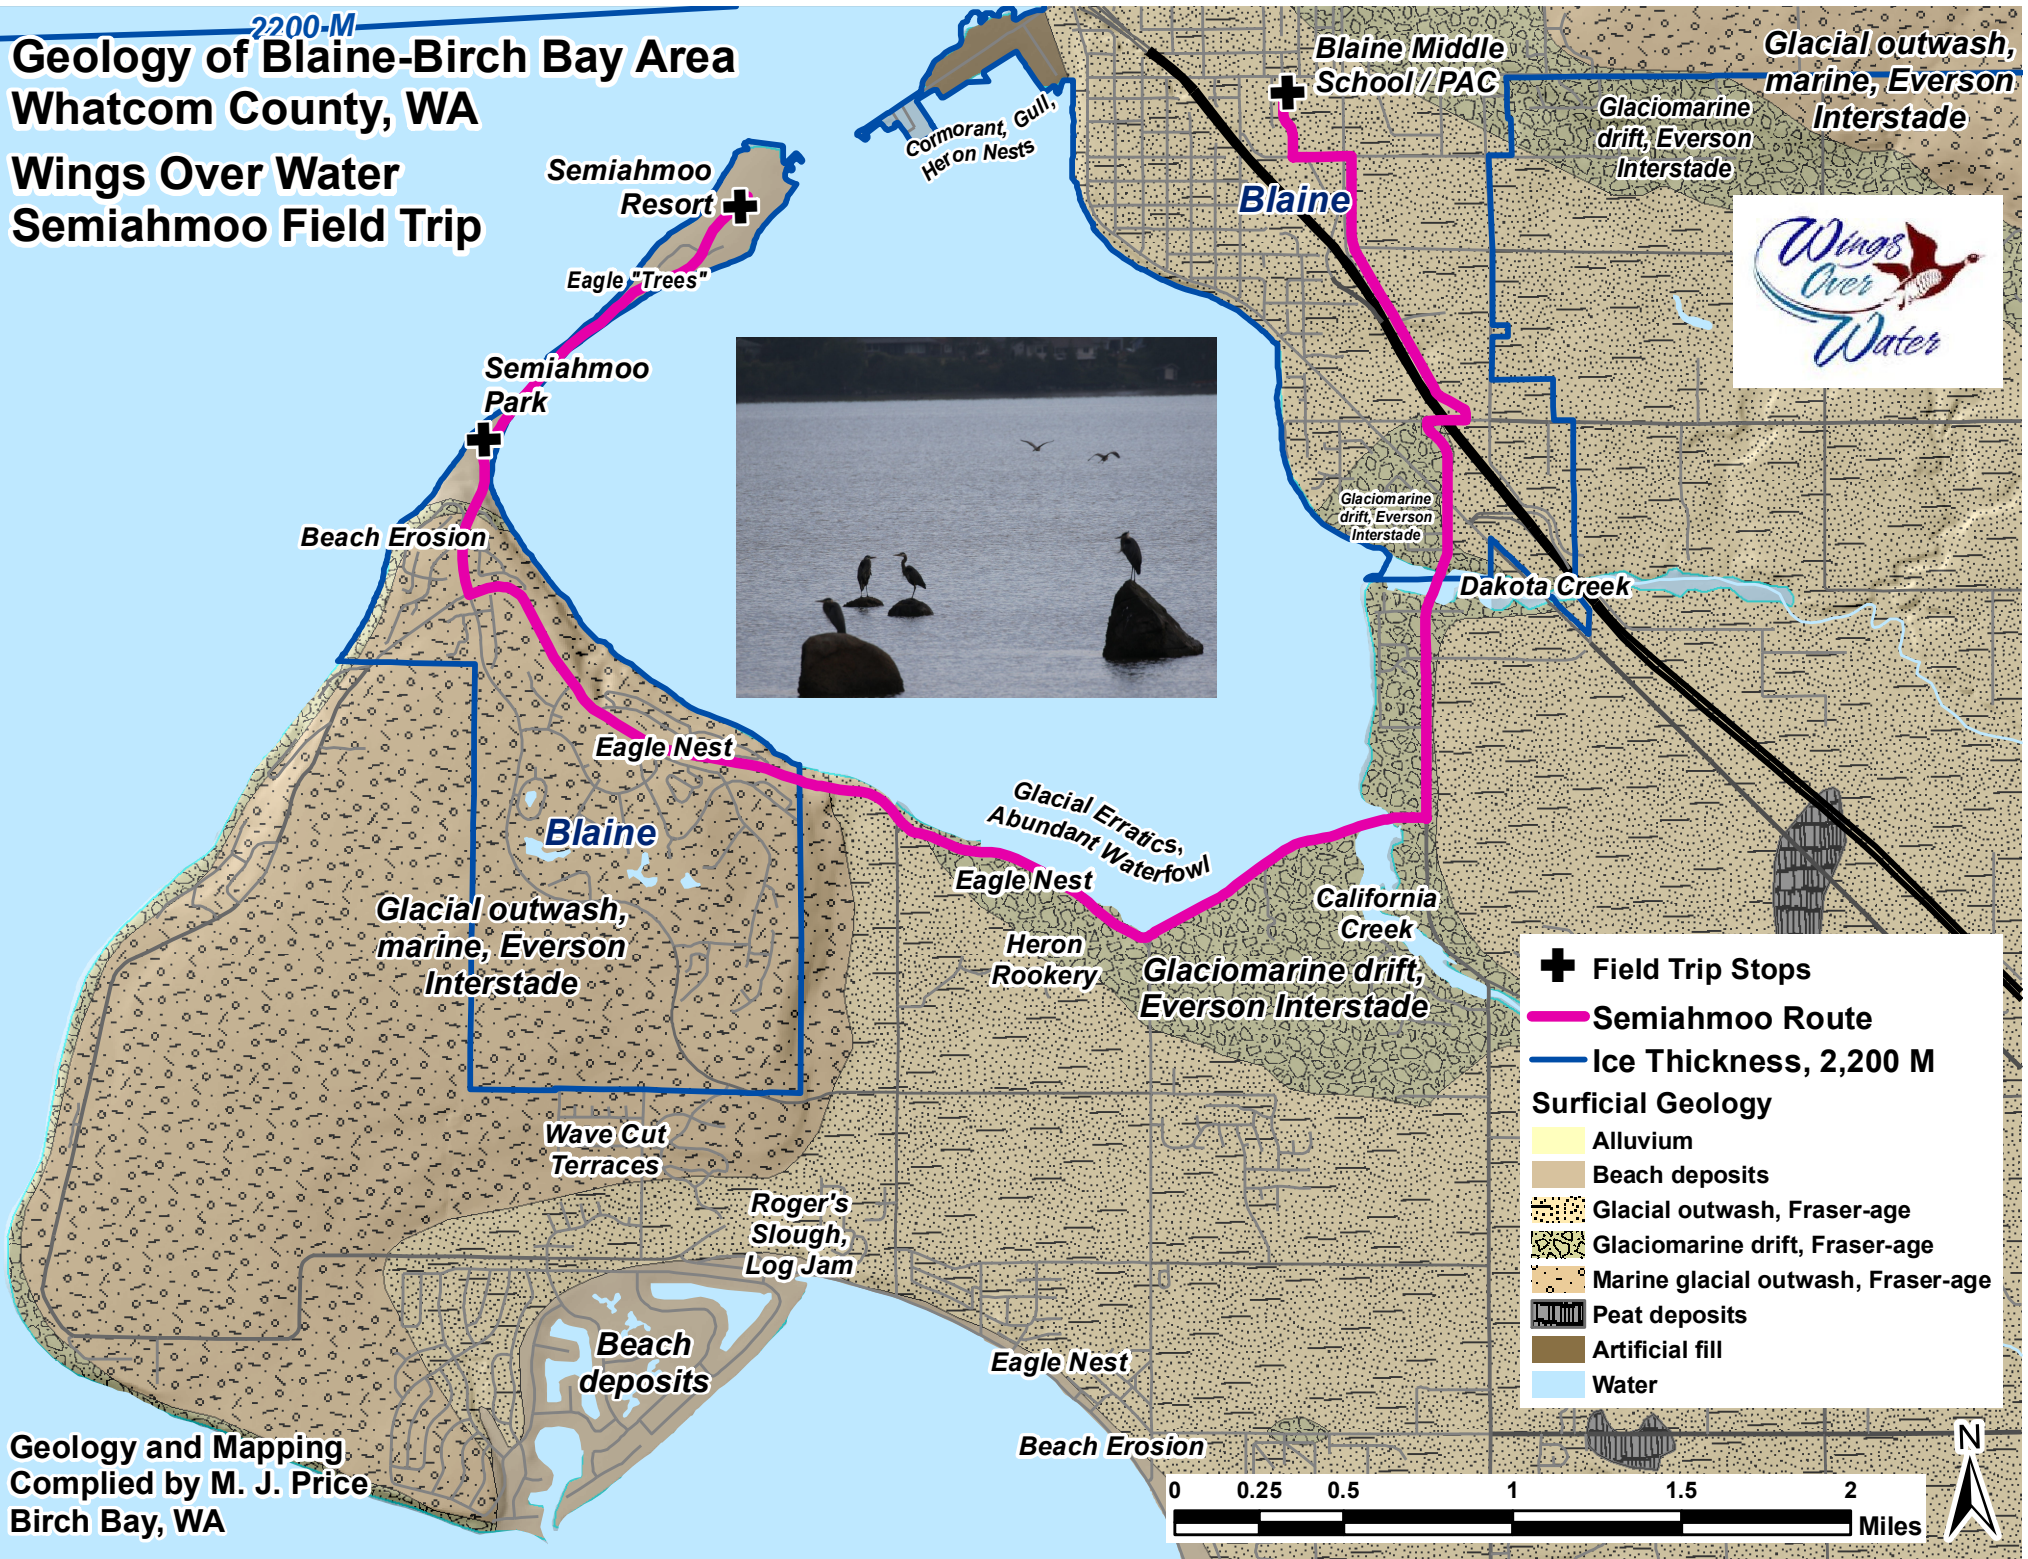 2200 M
Geology of Blaine-Birch Bay Area
Whatcom County, WA
Wings Over Water
Semiahmoo Field Trip
Semiahmoo
Resort
Eagle "Trees"
Semiahmoo
Park
Beach Erosion
Cormorant, Gull,
Heron Nests
Blaine Middle
School / PAC
Blaine
Glaciomarine
drift, Everson
Interstade
Glacial outwash,
marine, Everson
Interstade
Wings
Over
Water
Glaciomarine
drift, Everson
Interstade
Dakota Creek
Eagle Nest
Blaine
Glacial outwash,
marine, Everson
Interstade
Glacial Erratics,
Abundant Waterfowl
Eagle Nest
Heron
Rookery
California
Creek
Glaciomarine drift,
Everson Interstade
Wave Cut
Terraces
Roger's
Slough,
Log Jam
Beach
deposits
Eagle Nest
Beach Erosion
Field Trip Stops
Semiahmoo Route
Ice Thickness, 2,200 M
Surficial Geology
Alluvium
Beach deposits
Glacial outwash, Fraser-age
Glaciomarine drift, Fraser-age
Marine glacial outwash, Fraser-age
Peat deposits
Artificial fill
Water
Geology and Mapping
Complied by M. J. Price
Birch Bay, WA
0 0.25 0.5 1 1.5 2
Miles
N